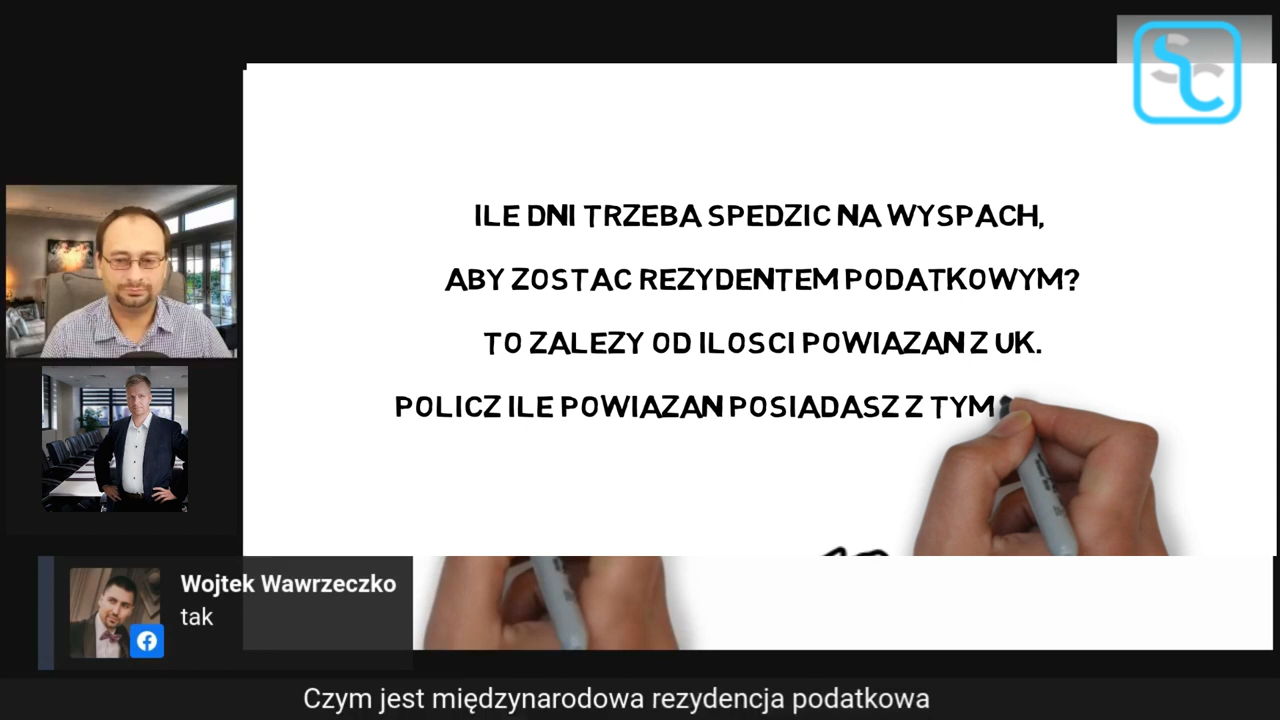 SC
ILE DNI TRZEBA SPEDZIC NA WYSPACH,
ABY ZOSTAC REZYDENTEM PODATKOWYM?
TO ZALEZY OD ILOSCI POWIAZAN Z UK.
POLICZ ILE POWIAZAN POSIADASZ Z TYM
Wojtek Wawrzeczko
tak
Czym jest międzynarodowa rezydencja podatkowa